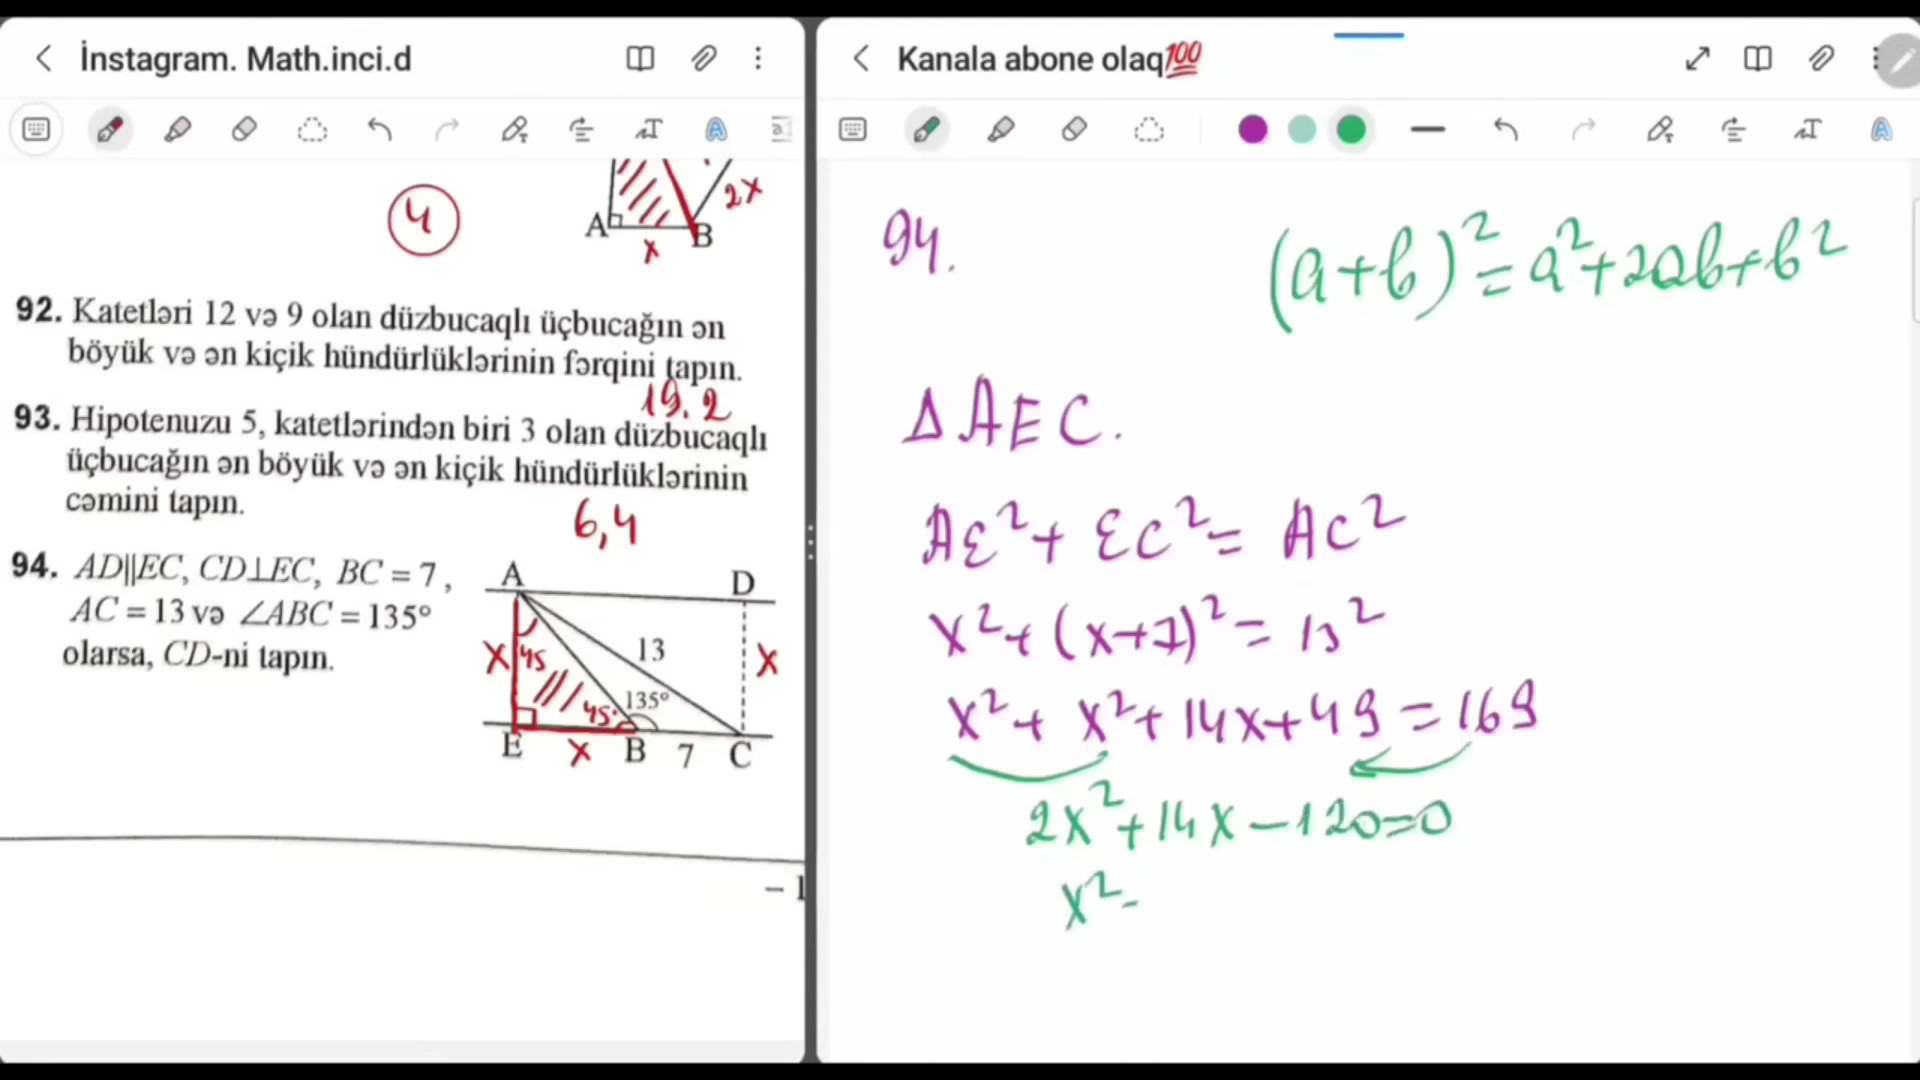 İnstagram. Math.inci.d
4
A
B
x
2x
92. Katetləri 12 və 9 olan düzbucaqlı üçbucağın ən
böyük və ən kiçik hündürlüklərinin fərqini tapın.
19.2
93. Hipotenuzu 5, katetlərindən biri 3 olan düzbucaqlı
üçbucağın ən böyük və ən kiçik hündürlüklərinin
cəmini tapın.
6,4
94. AD||EC, CD⊥EC, BC = 7,
AC = 13 və ∠ABC = 135°
olarsa, CD-ni tapın.
A
D
x
45
13
x
45°
135°
E
x
B
7
C
– 1
Kanala abone olaq💯
94.
(a+b)²=a²+2ab+b²
Δ AEC.
AE²+ EC²= AC²
x²+(x+7)²= 13²
x²+ x²+14x+49=169
2x²+14x–120=0
x²-